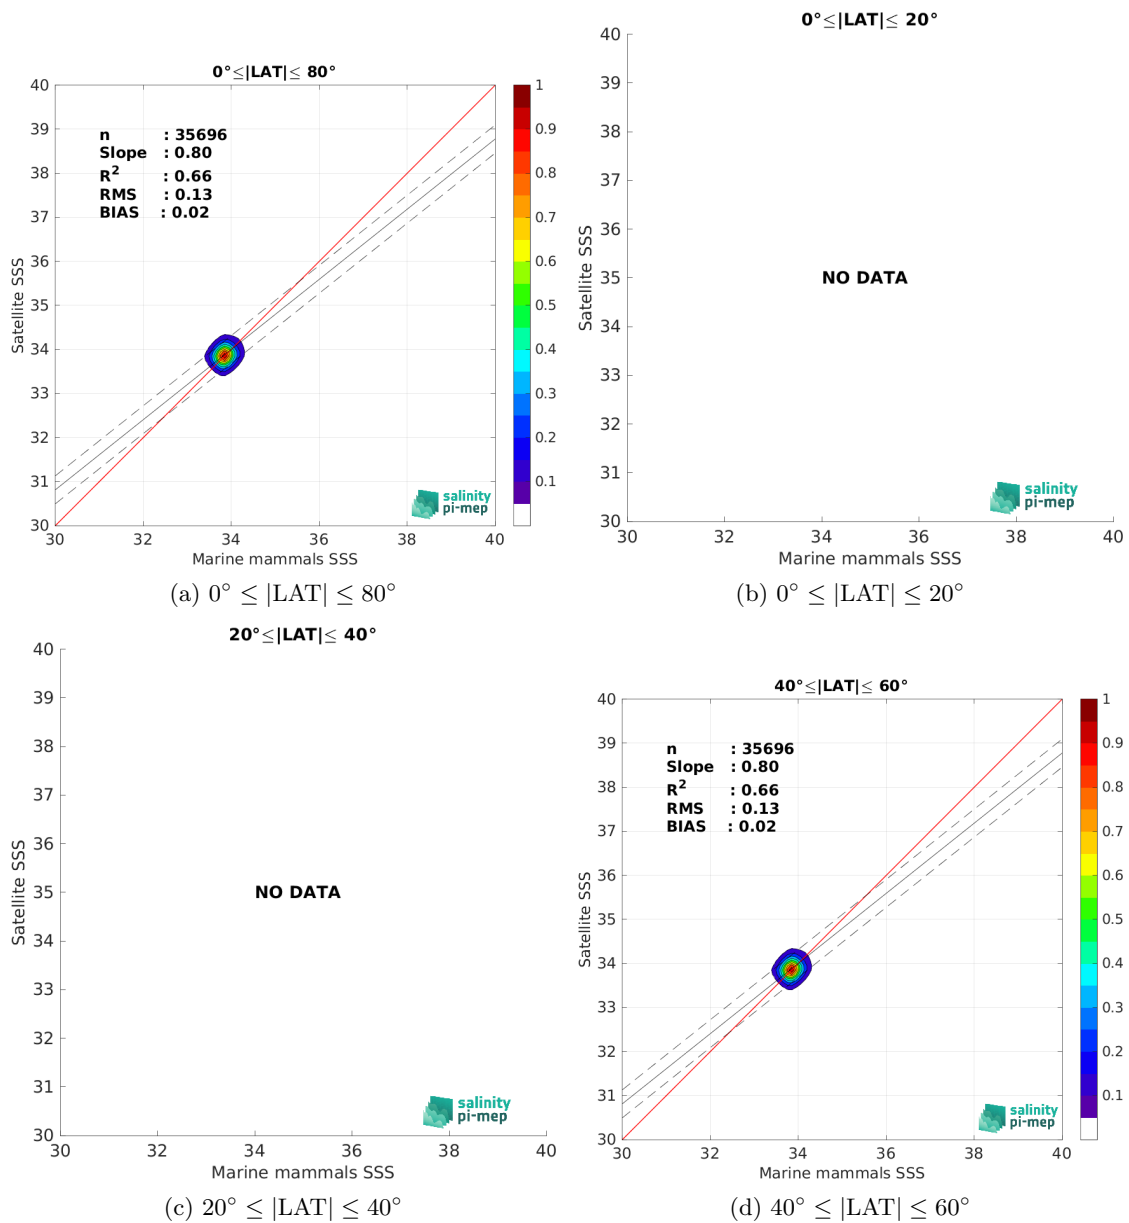 0°≤|LAT|≤ 80°
40
39
38
37
36
35
34
33
32
31
30
Satellite SSS
n : 35696
Slope : 0.80
R² : 0.66
RMS : 0.13
BIAS : 0.02
salinity
pi-mep
30 32 34 36 38 40
Marine mammals SSS
1
0.9
0.8
0.7
0.6
0.5
0.4
0.3
0.2
0.1
(a) 0° ≤ |LAT| ≤ 80°
0°≤|LAT|≤ 20°
40
39
38
37
36
35
34
33
32
31
30
Satellite SSS
NO DATA
salinity
pi-mep
30 32 34 36 38 40
Marine mammals SSS
(b) 0° ≤ |LAT| ≤ 20°
20°≤|LAT|≤ 40°
40
39
38
37
36
35
34
33
32
31
30
Satellite SSS
NO DATA
salinity
pi-mep
30 32 34 36 38 40
Marine mammals SSS
(c) 20° ≤ |LAT| ≤ 40°
40°≤|LAT|≤ 60°
40
39
38
37
36
35
34
33
32
31
30
Satellite SSS
n : 35696
Slope : 0.80
R² : 0.66
RMS : 0.13
BIAS : 0.02
salinity
pi-mep
30 32 34 36 38 40
Marine mammals SSS
1
0.9
0.8
0.7
0.6
0.5
0.4
0.3
0.2
0.1
(d) 40° ≤ |LAT| ≤ 60°